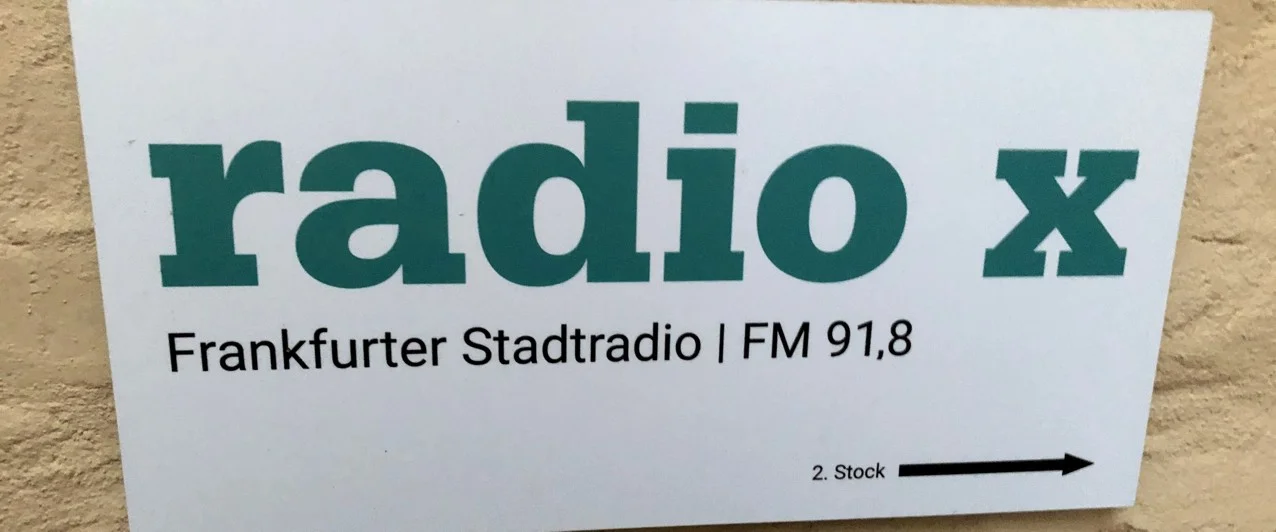 radio x
Frankfurter Stadtradio | FM 91,8
2. Stock